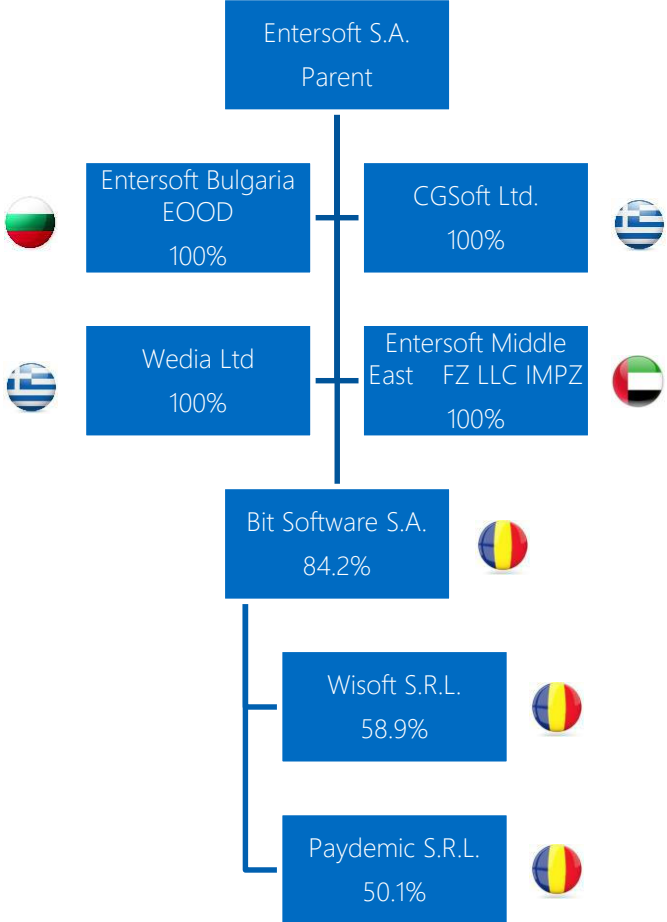 Entersoft S.A.
Parent
Entersoft Bulgaria
EOOD
100%
CGSoft Ltd.
100%
Wedia Ltd
100%
Entersoft Middle
East FZ LLC IMPZ
100%
Bit Software S.A.
84.2%
Wisoft S.R.L.
58.9%
Paydemic S.R.L.
50.1%